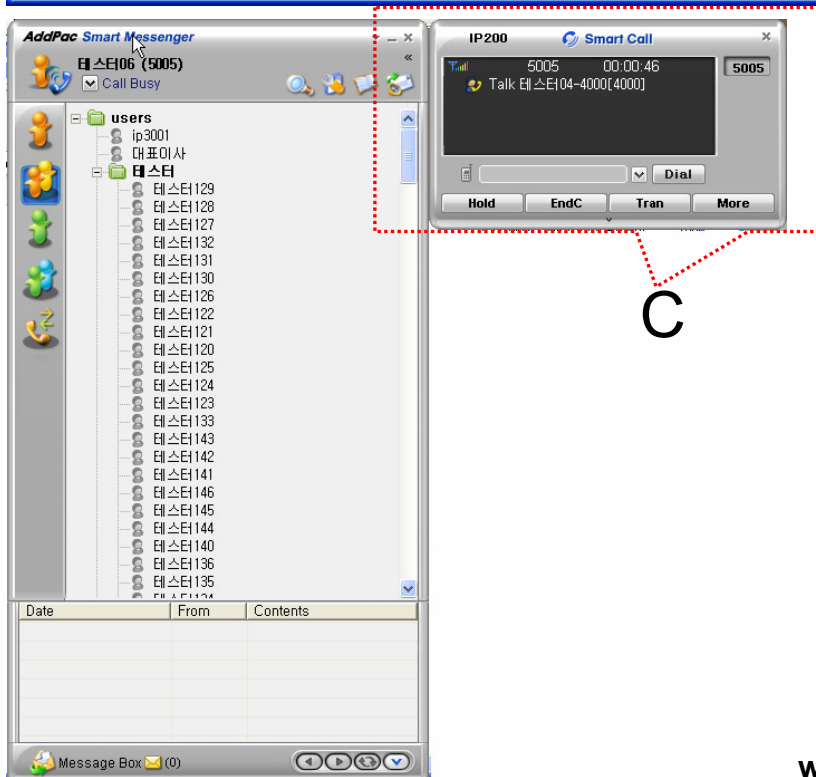 AddPac Smart Messenger
테스터06 (5005)
Call Busy
users
ip3001
대표이사
테스터
테스터129
테스터128
테스터127
테스터132
테스터131
테스터130
테스터126
테스터122
테스터121
테스터120
테스터125
테스터124
테스터123
테스터133
테스터143
테스터142
테스터141
테스터146
테스터145
테스터144
테스터140
테스터136
테스터135
Date From Contents
Message Box (0)
IP200 Smart Call
5005 00:00:46 5005
Talk 테스터04-4000[4000]
Dial
Hold EndC Tran More
C
w